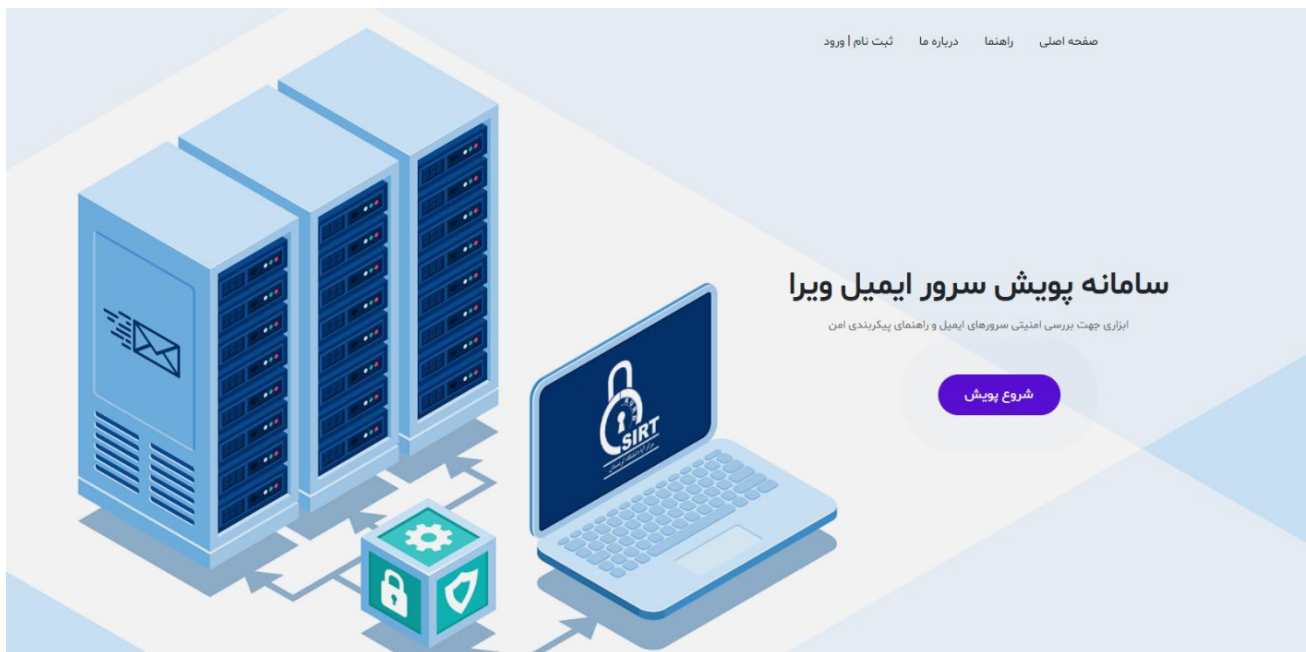 صفحه اصلی راهنما درباره ما ثبت نام | ورود
سامانه پویش سرور ایمیل ویرا
ابزاری جهت بررسی امنیتی سرورهای ایمیل و راهنمای پیکربندی امن
شروع پویش
CSIRT